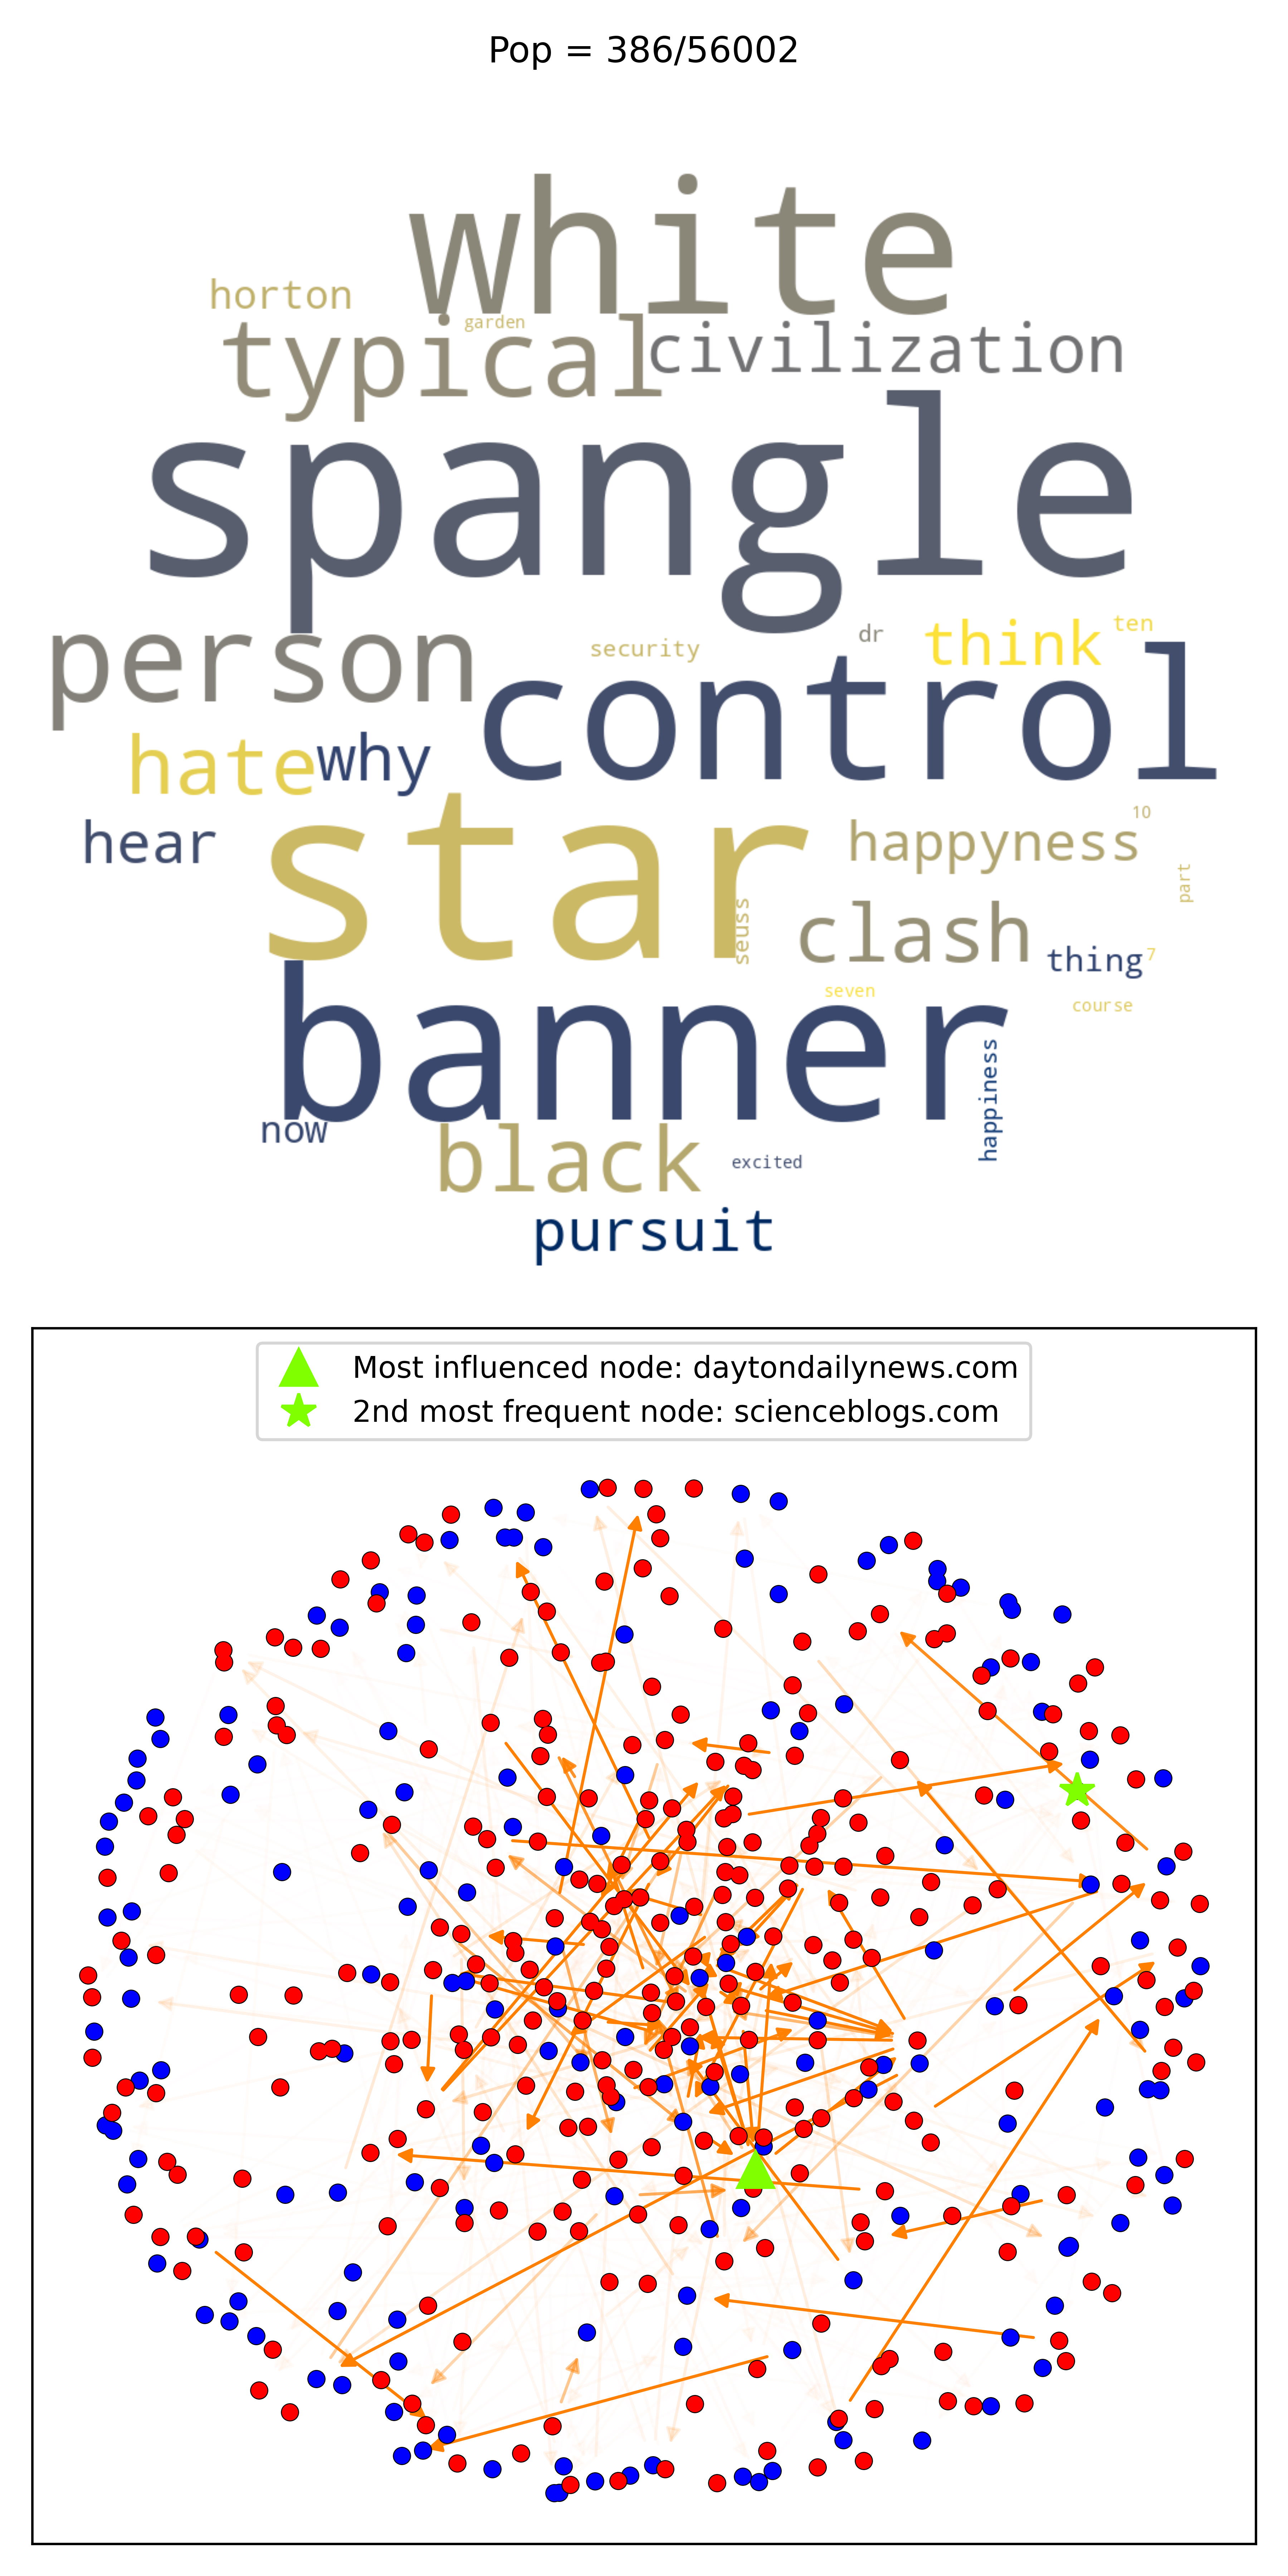 Pop = 386/56002
white
horton
garden
typical
civilization
spangle
person
security
dr
think
ten
control
hate
why
hear
star
happyness
10
part
seuss
clash
thing
7
seven
course
banner
happiness
now
black
excited
pursuit
Most influenced node: daytondailynews.com
2nd most frequent node: scienceblogs.com